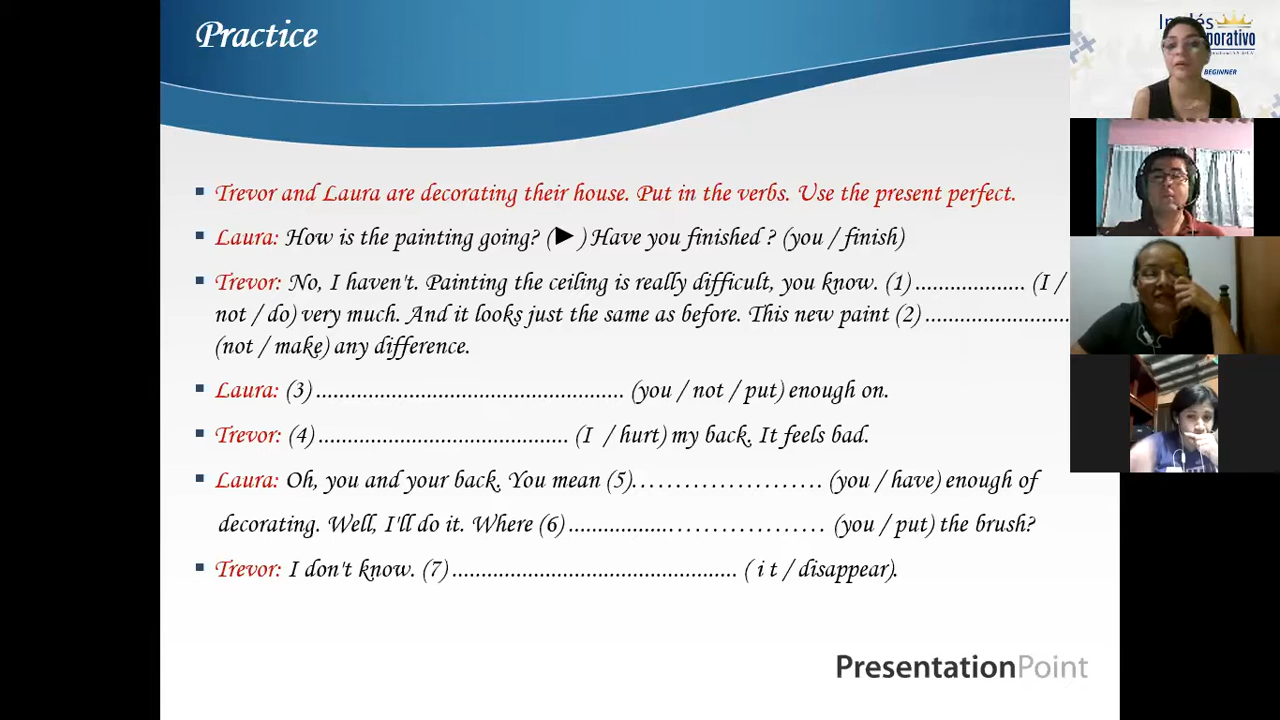 Practice
Inglés
porativo
BEGINNER
Trevor and Laura are decorating their house. Put in the verbs. Use the present perfect.
Laura: How is the painting going? (► ) Have you finished ? (you / finish)
Trevor: No, I haven't. Painting the ceiling is really difficult, you know. (1) ................... (I /
not / do) very much. And it looks just the same as before. This new paint (2) .........................
(not / make) any difference.
Laura: (3) ..................................................... (you / not / put) enough on.
Trevor: (4) ........................................... (I / hurt) my back. It feels bad.
Laura: Oh, you and your back. You mean (5)........................ (you / have) enough of
decorating. Well, I'll do it. Where (6) ...................................... (you / put) the brush?
Trevor: I don't know. (7) ................................................. ( i t / disappear).
PresentationPoint